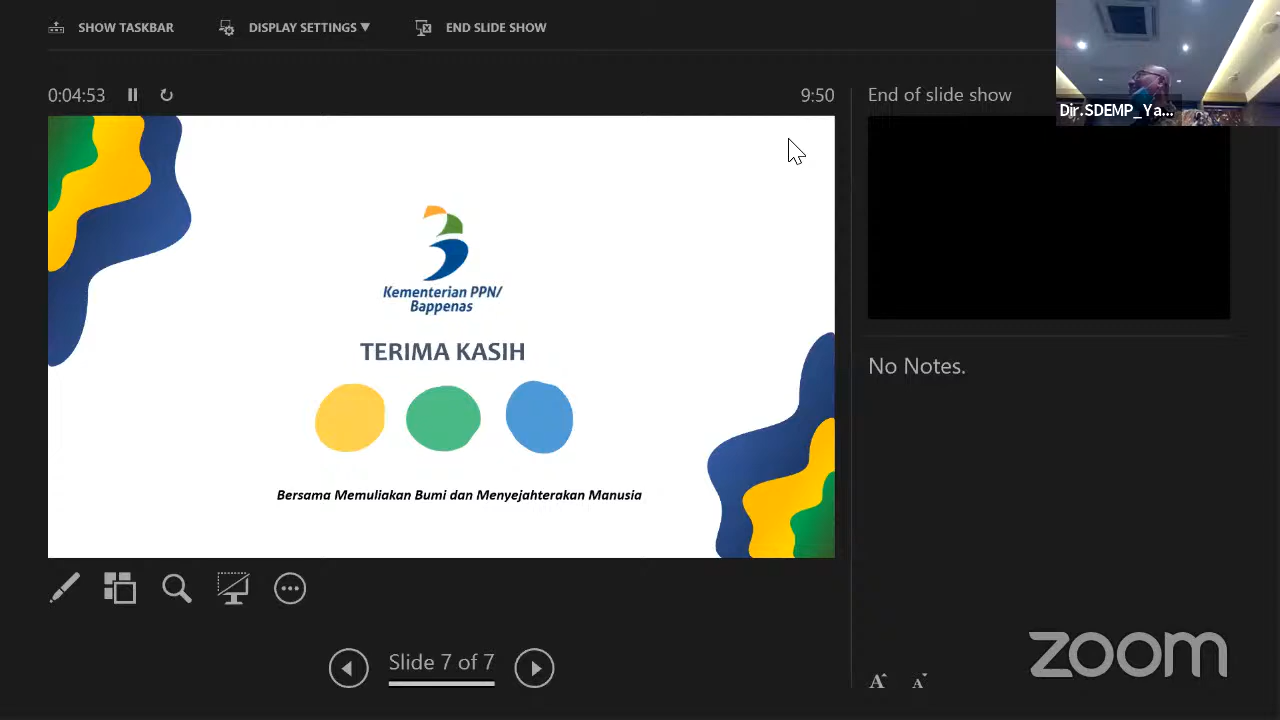 SHOW TASKBAR
DISPLAY SETTINGS ▼
END SLIDE SHOW
0:04:53
9:50
End of slide show
Dir.SDEMP_Ya...
Kementerian PPN/
Bappenas
TERIMA KASIH
Bersama Memuliakan Bumi dan Menyejahterakan Manusia
No Notes.
Slide 7 of 7
A A
zoom